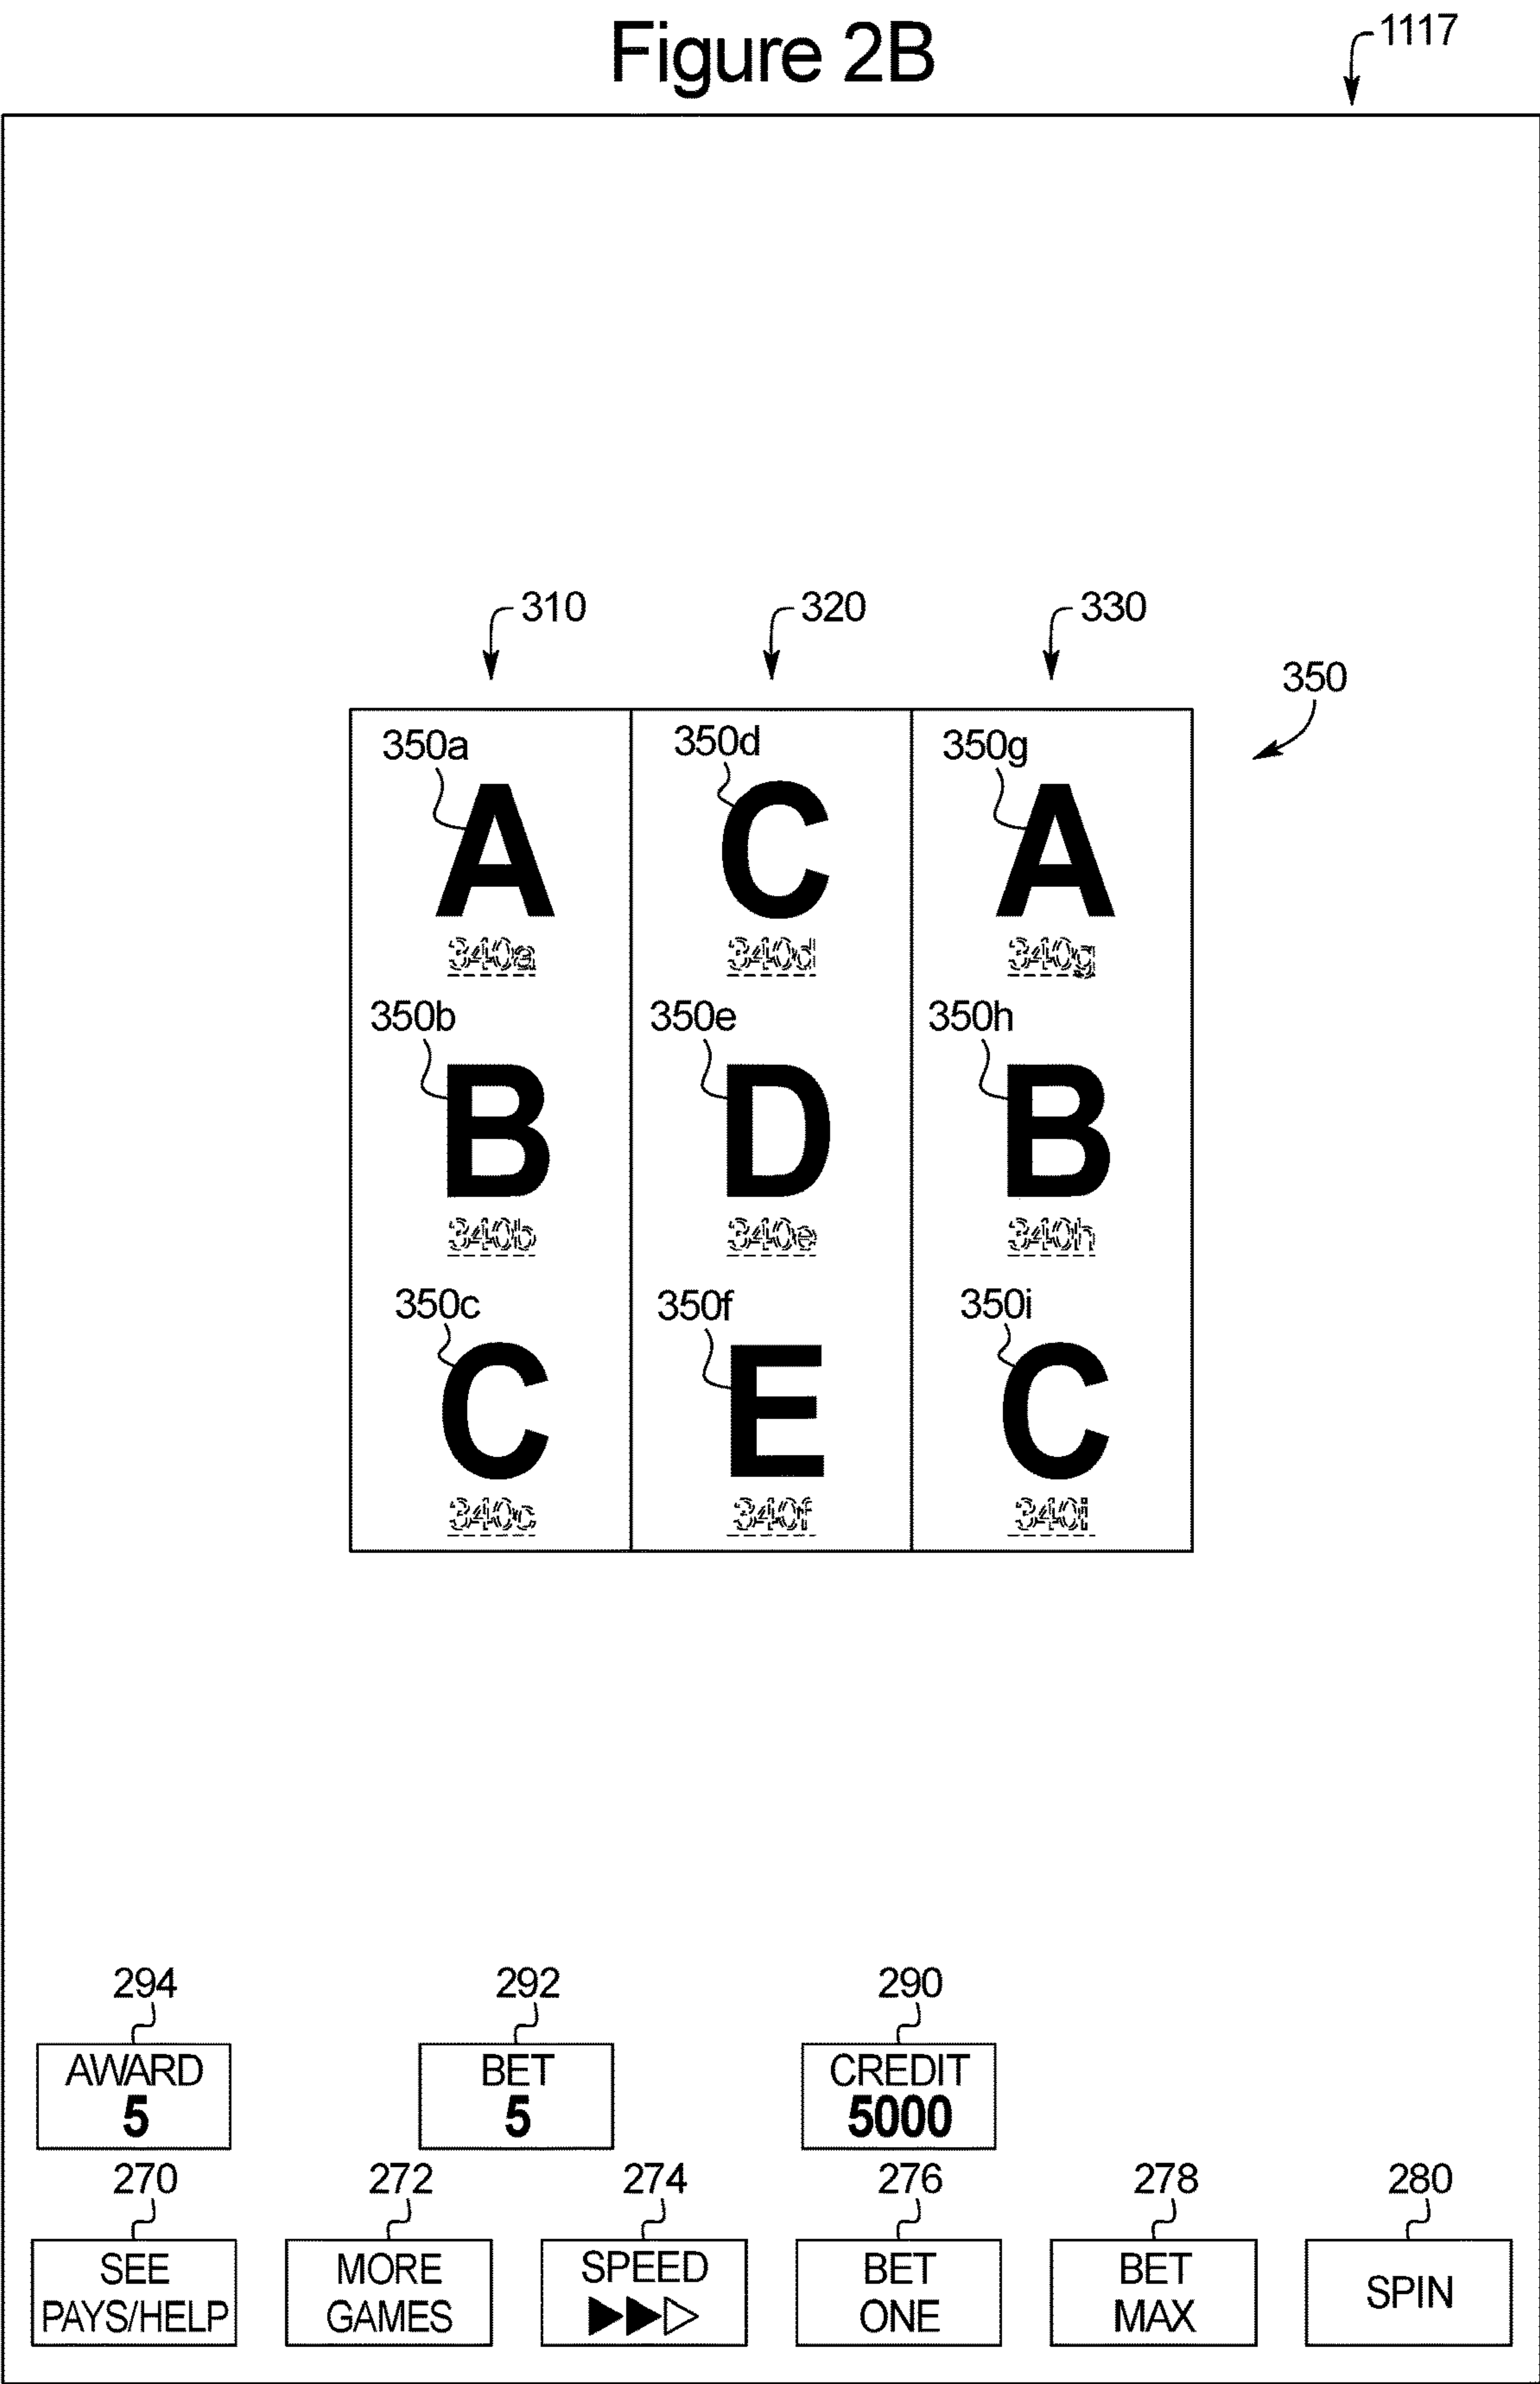 Figure 2B
1117
310 320 330
350
350a 350d 350g
A C A
340a 340d 340g
350b 350e 350h
B D B
340b 340e 340h
350c 350f 350i
C E C
340c 340f 340i
294 292 290
AWARD BET CREDIT
5 5 5000
270 272 274 276 278 280
SEE MORE SPEED BET BET SPIN
PAYS/HELP GAMES ONE MAX